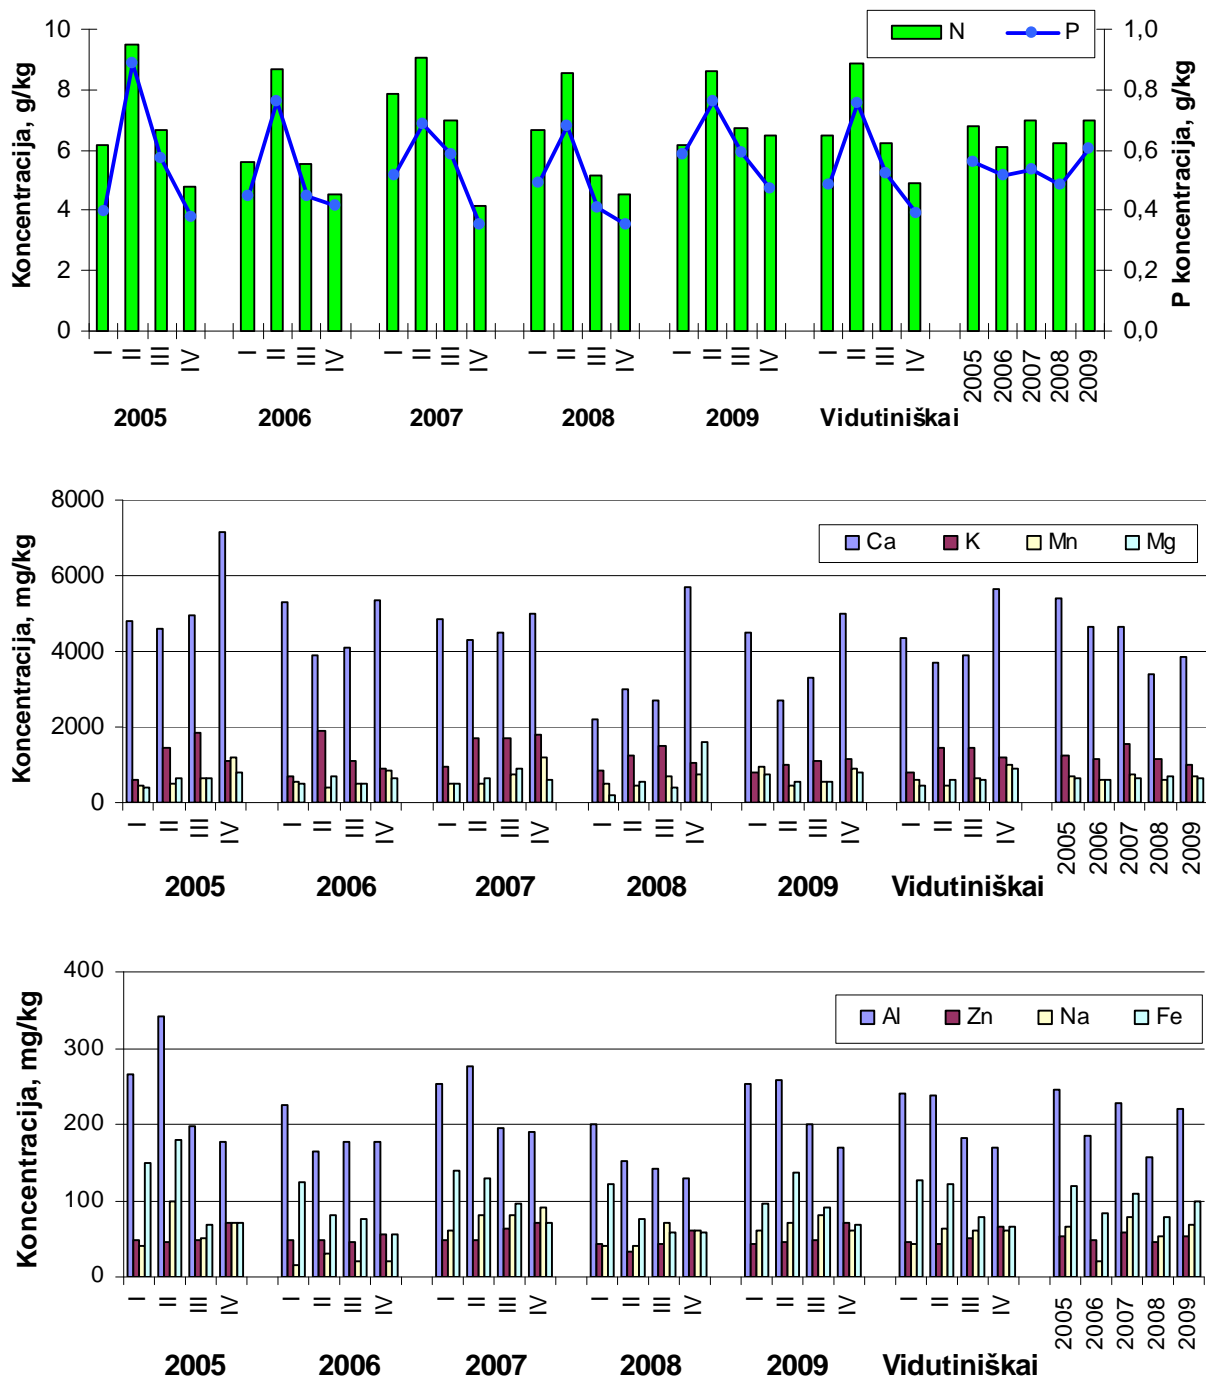 N P
Koncentracija, g/kg
10
8
6
4
2
0
1,0
0,8
0,6
0,4
0,2
0,0
P koncentracija, g/kg
I II III IV I II III IV I II III IV I II III IV I II III IV I II III IV 2005 2006 2007 2008 2009
2005 2006 2007 2008 2009 Vidutiniškai
Ca K Mn Mg
Koncentracija, mg/kg
8000
6000
4000
2000
0
I II III IV I II III IV I II III IV I II III IV I II III IV I II III IV 2005 2006 2007 2008 2009
2005 2006 2007 2008 2009 Vidutiniškai
Al Zn Na Fe
Koncentracija, mg/kg
400
300
200
100
0
I II III IV I II III IV I II III IV I II III IV I II III IV I II III IV 2005 2006 2007 2008 2009
2005 2006 2007 2008 2009 Vidutiniškai